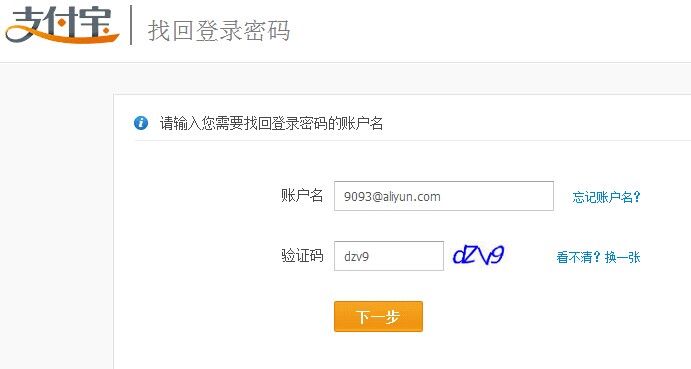 支付宝 找回登录密码
请输入您需要找回登录密码的账户名
账户名 9093@aliyun.com 忘记账户名?
验证码 dzv9 dZV9 看不清?换一张
下一步